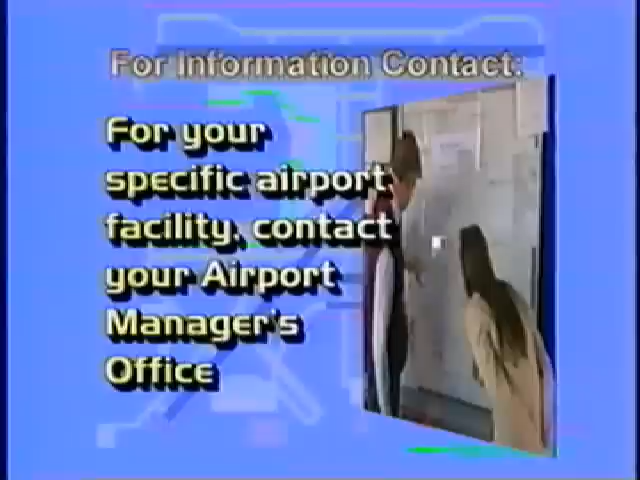 For Information Contact:
For your
specific airport
facility, contact
your Airport
Manager's
Office